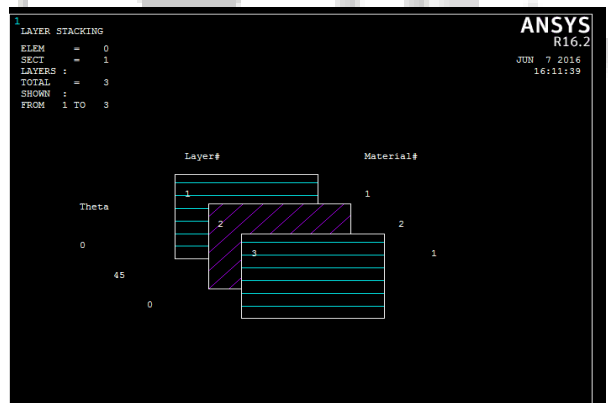 1
LAYER STACKING
ELEM = 0
SECT = 1
LAYERS :
TOTAL = 3
SHOWN :
FROM 1 TO 3
ANSYS
R16.2
JUN 7 2016
16:11:39
Layer# Material#
1 1
Theta
2 2
0 3 1
45
0